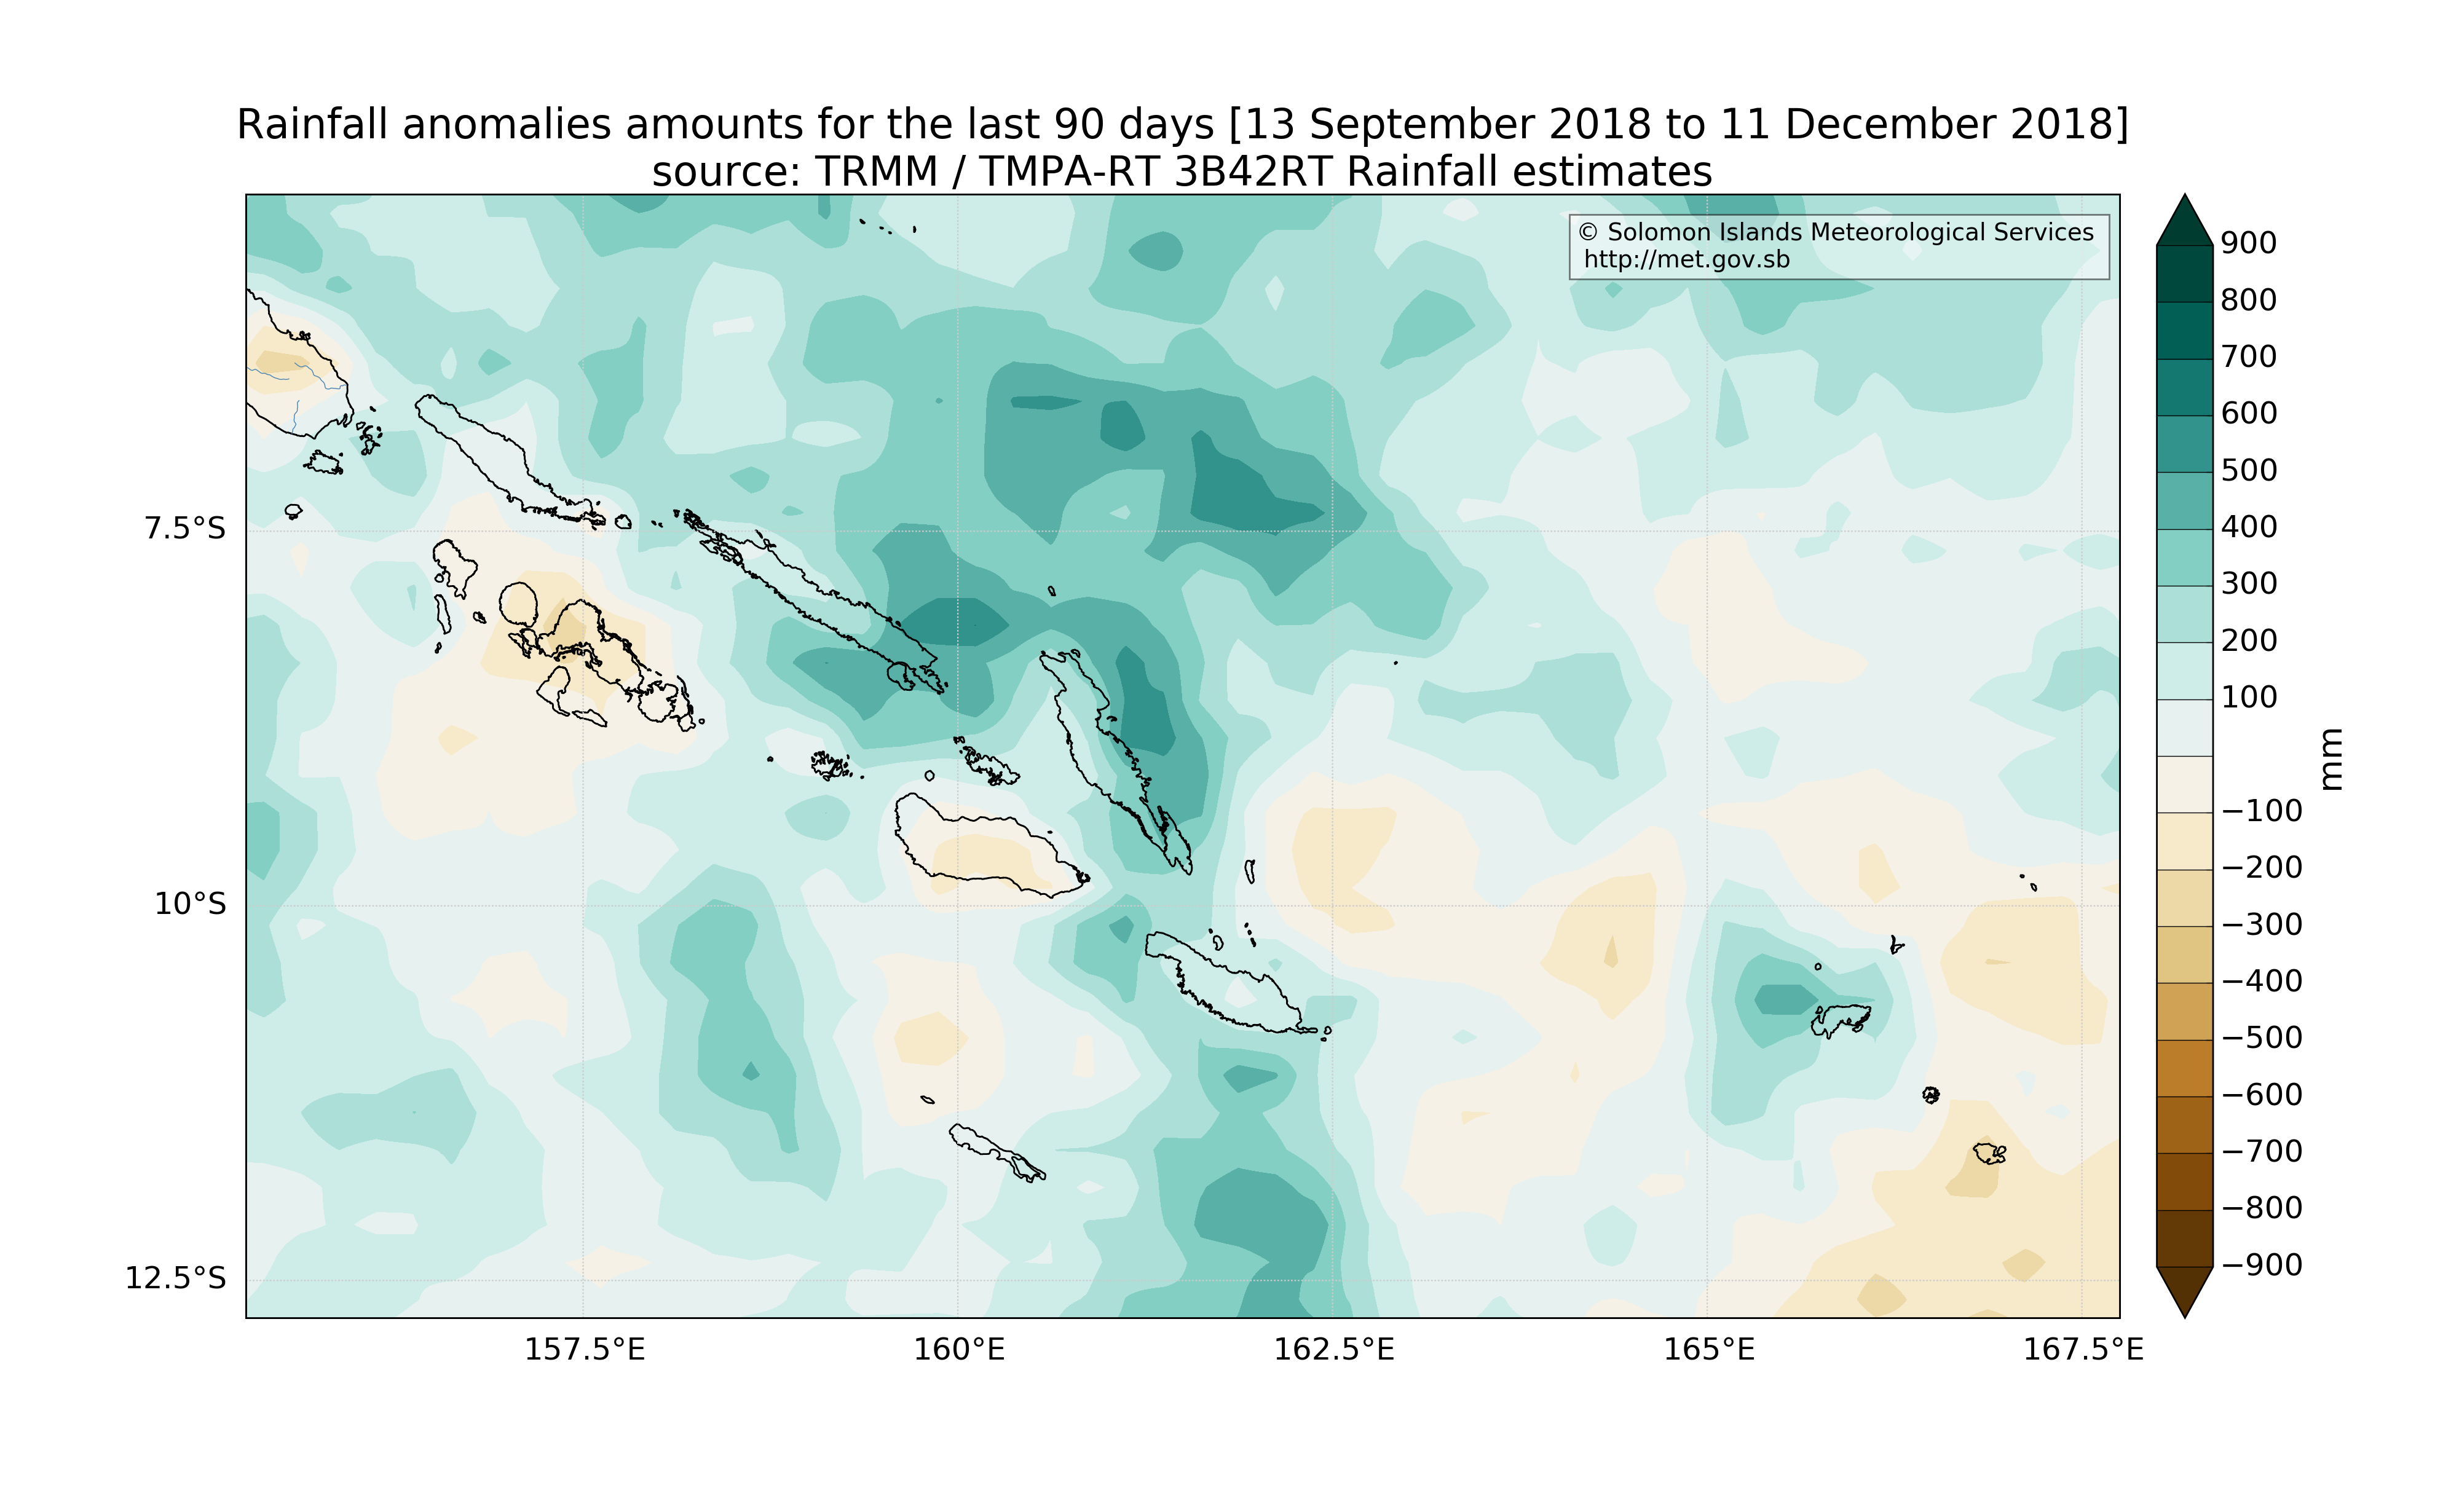 Rainfall anomalies amounts for the last 90 days [13 September 2018 to 11 December 2018]
source: TRMM / TMPA-RT 3B42RT Rainfall estimates
© Solomon Islands Meteorological Services
http://met.gov.sb
7.5°S
10°S
12.5°S
157.5°E
160°E
162.5°E
165°E
167.5°E
900
800
700
600
500
400
300
200
100
−100
−200
−300
−400
−500
−600
−700
−800
−900
mm